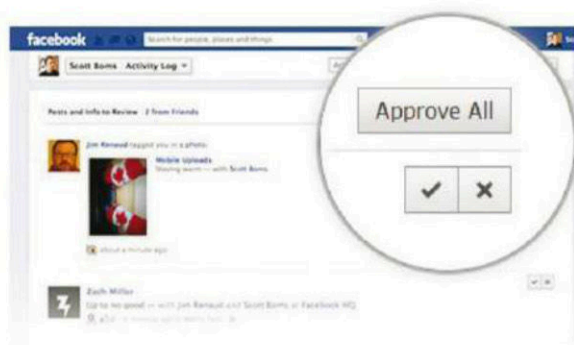 facebook Search for people, places and things
Scott Boms Activity Log
Approve All
Posts and Info to Review 2 from Friends
Jim Renaud tagged you in a photo.
Mobile Uploads
Staying warm — with Scott Boms.
about a minute ago
Zach Miller
Up to no good — with Jim Renaud and Scott Boms at Facebook HQ.